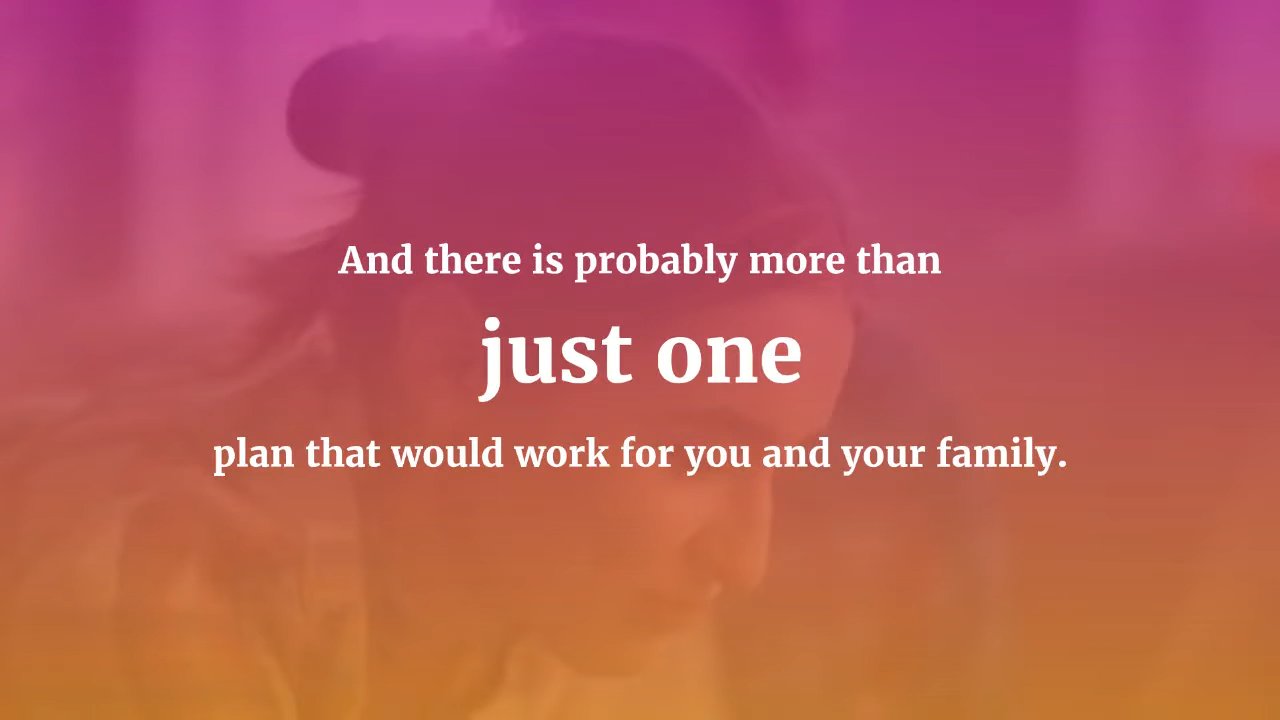 And there is probably more than
just one
plan that would work for you and your family.